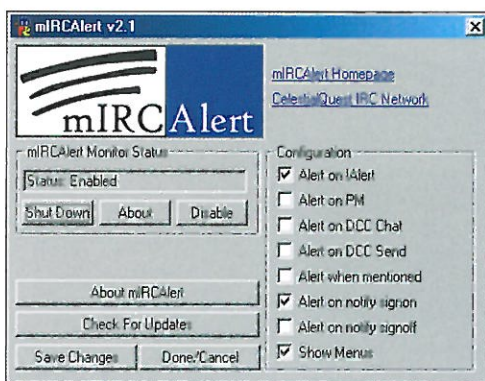 mIRCAlert v2.1
mIRC Alert
mIRCAlert Homepage
CelestialQuest IRC Network
mIRCAlert Monitor Status
Status: Enabled
Shut Down About Disable
About mIRCAlert
Check For Updates
Save Changes Done/Cancel
Configuration
Alert on !Alert
Alert on PM
Alert on DCC Chat
Alert on DCC Send
Alert when mentioned
Alert on notify signon
Alert on notify signoff
Show Menus